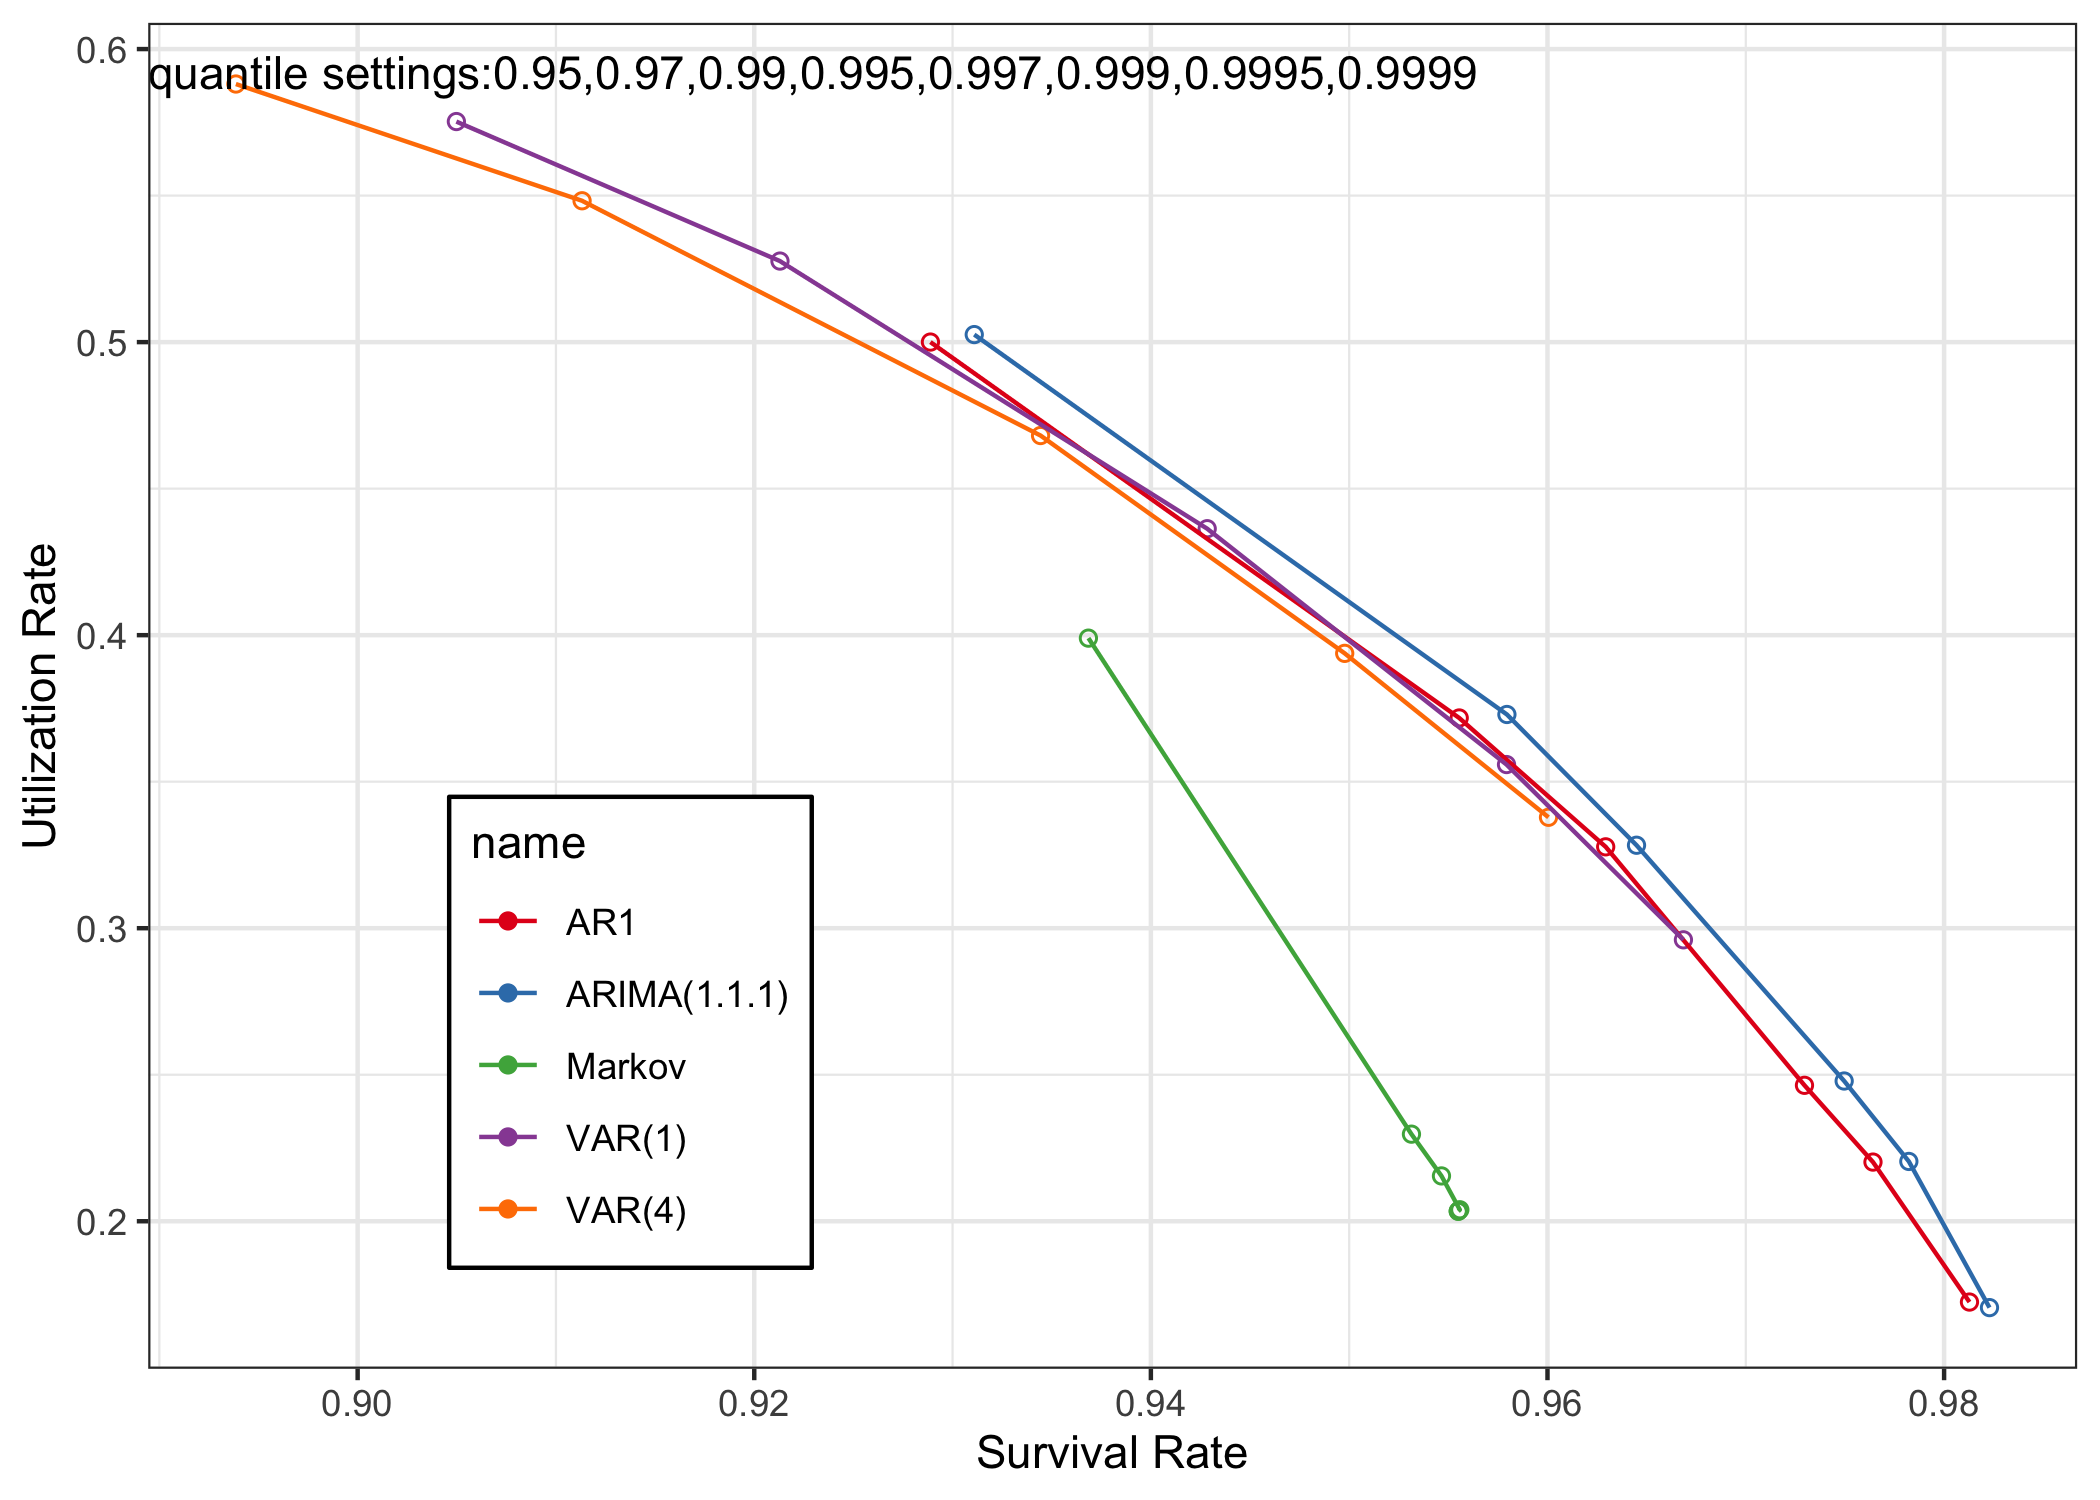 quantile settings:0.95,0.97,0.99,0.995,0.997,0.999,0.9995,0.9999
0.6
0.5
0.4
0.3
0.2
Utilization Rate
name
AR1
ARIMA(1.1.1)
Markov
VAR(1)
VAR(4)
0.90 0.92 0.94 0.96 0.98
Survival Rate